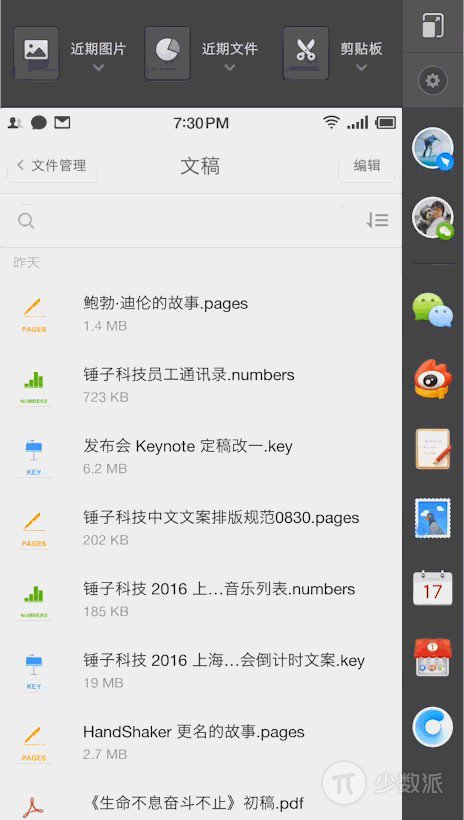 近期图片
近期文件
剪贴板
7:30 PM
文件管理
文稿
编辑
昨天
鲍勃·迪伦的故事.pages
1.4 MB
PAGES
锤子科技员工通讯录.numbers
723 KB
NUMBERS
发布会 Keynote 定稿改一.key
6.2 MB
KEY
锤子科技中文文案排版规范0830.pages
202 KB
PAGES
锤子科技 2016 上...音乐列表.numbers
185 KB
NUMBERS
锤子科技 2016 上海...会倒计时文案.key
19 MB
KEY
HandShaker 更名的故事.pages
2.7 MB
PAGES
《生命不息奋斗不止》初稿.pdf
17
少数派